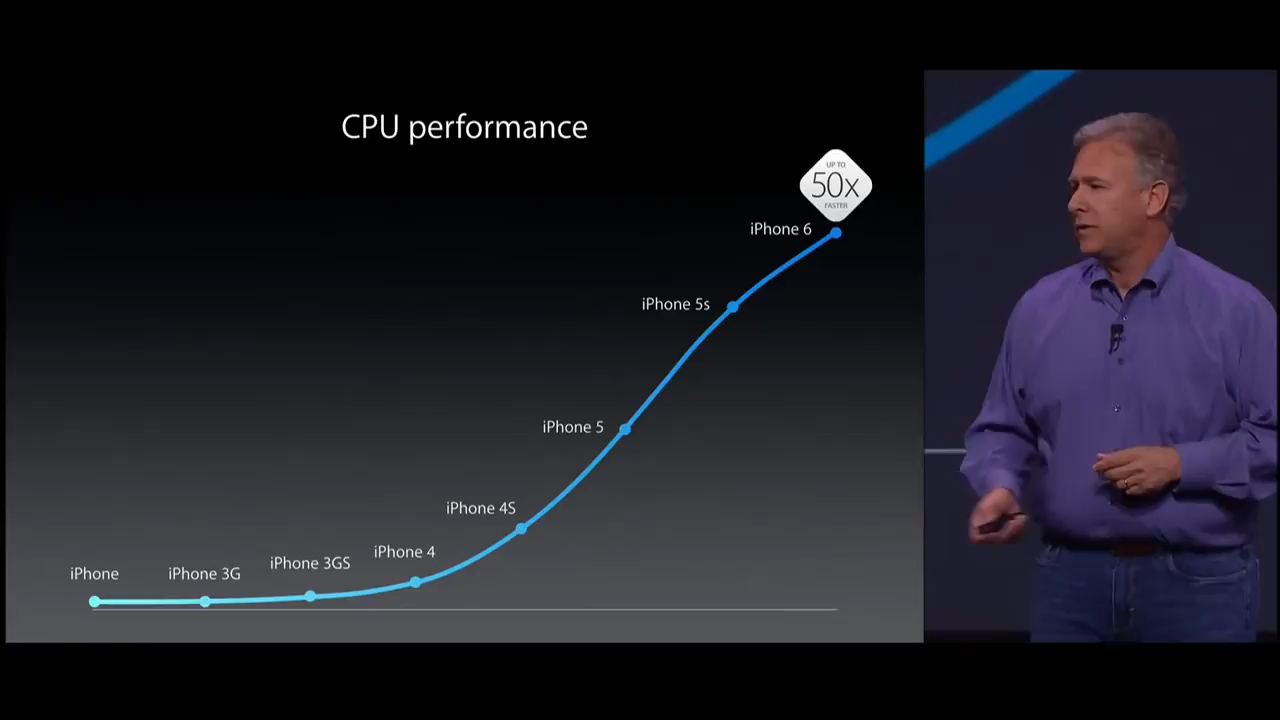 CPU performance
UP TO
50x
FASTER
iPhone 6
iPhone 5s
iPhone 5
iPhone 4S
iPhone 4
iPhone 3GS
iPhone 3G
iPhone